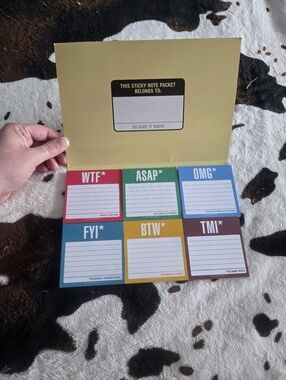 THIS STICKY NOTE PACKET
BELONGS TO:
SO GIVE IT BACK!
WTF*
ASAP*
OMG*
FYI*
BTW*
TMI*